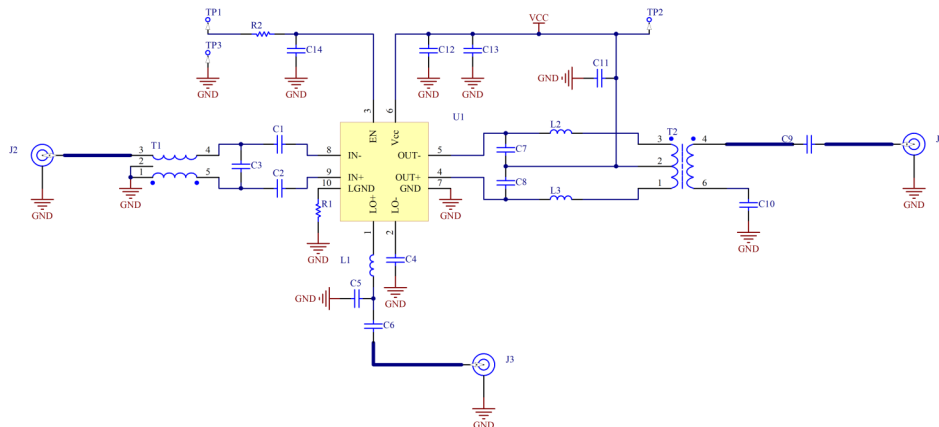 TP1
R2
VCC
TP2
TP3
C14
C12
C13
C11
GND
GND
GND
GND
GND
U1
3
6
EN
Vcc
J2
T1
C1
C3
C2
3
2
1
4
5
GND
GND
8
IN-
9
IN+
10
LGND
LO+
LO-
OUT-
5
OUT+
4
GND
7
GND
R1
GND
1
2
L2
C7
C8
L3
T2
3
2
1
4
6
C9
J
GND
C10
GND
L1
C4
GND
C5
GND
C6
J3
GND